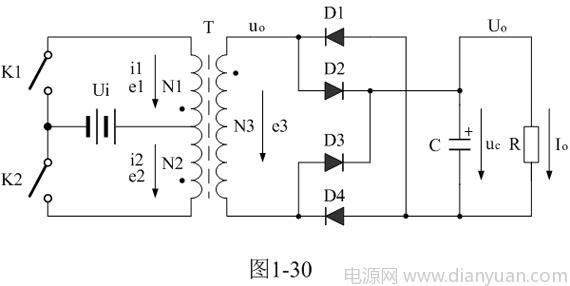 T
uo
D1
Uo
K1
i1
e1
N1
D2
Ui
N3
e3
C
+
uc
R
Io
D3
K2
i2
e2
N2
D4
图1-30
电源网 www.dianyuan.com